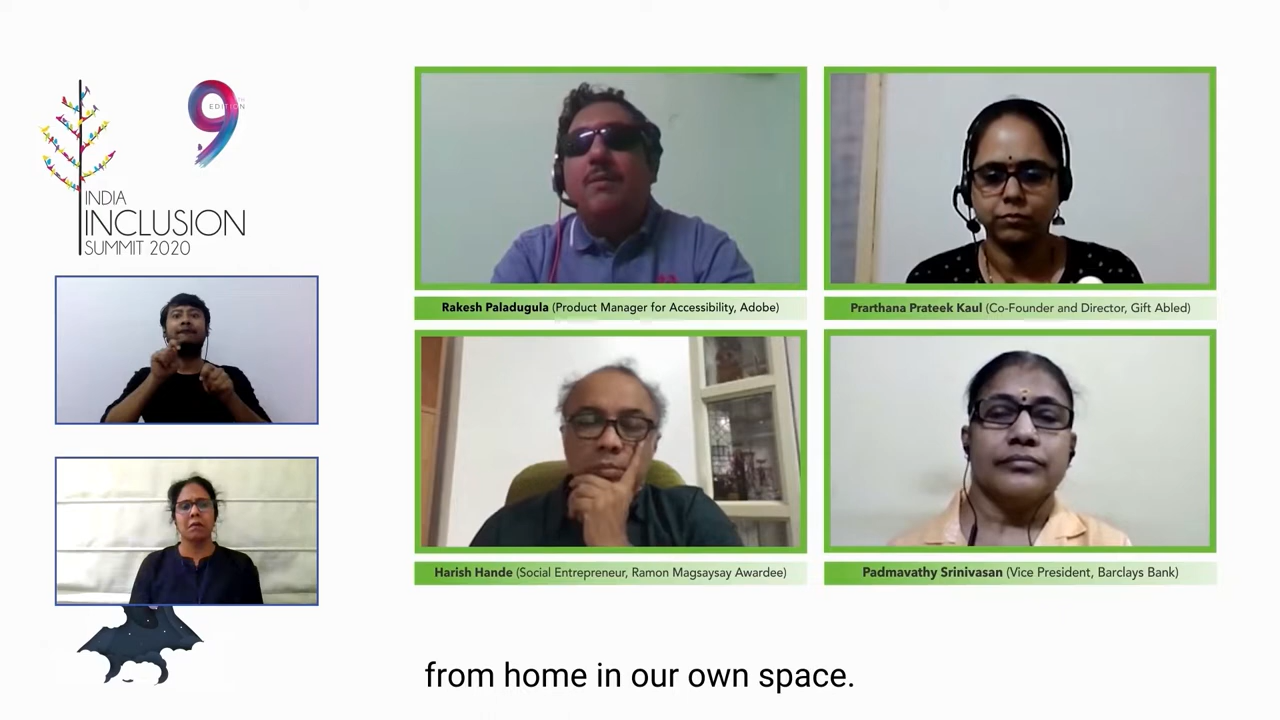 9
TH
EDITION
INDIA
INCLUSION
SUMMIT 2020
Rakesh Paladugula (Product Manager for Accessibility, Adobe)
Prarthana Prateek Kaul (Co-Founder and Director, Gift Abled)
Harish Hande (Social Entrepreneur, Ramon Magsaysay Awardee)
Padmavathy Srinivasan (Vice President, Barclays Bank)
from home in our own space.